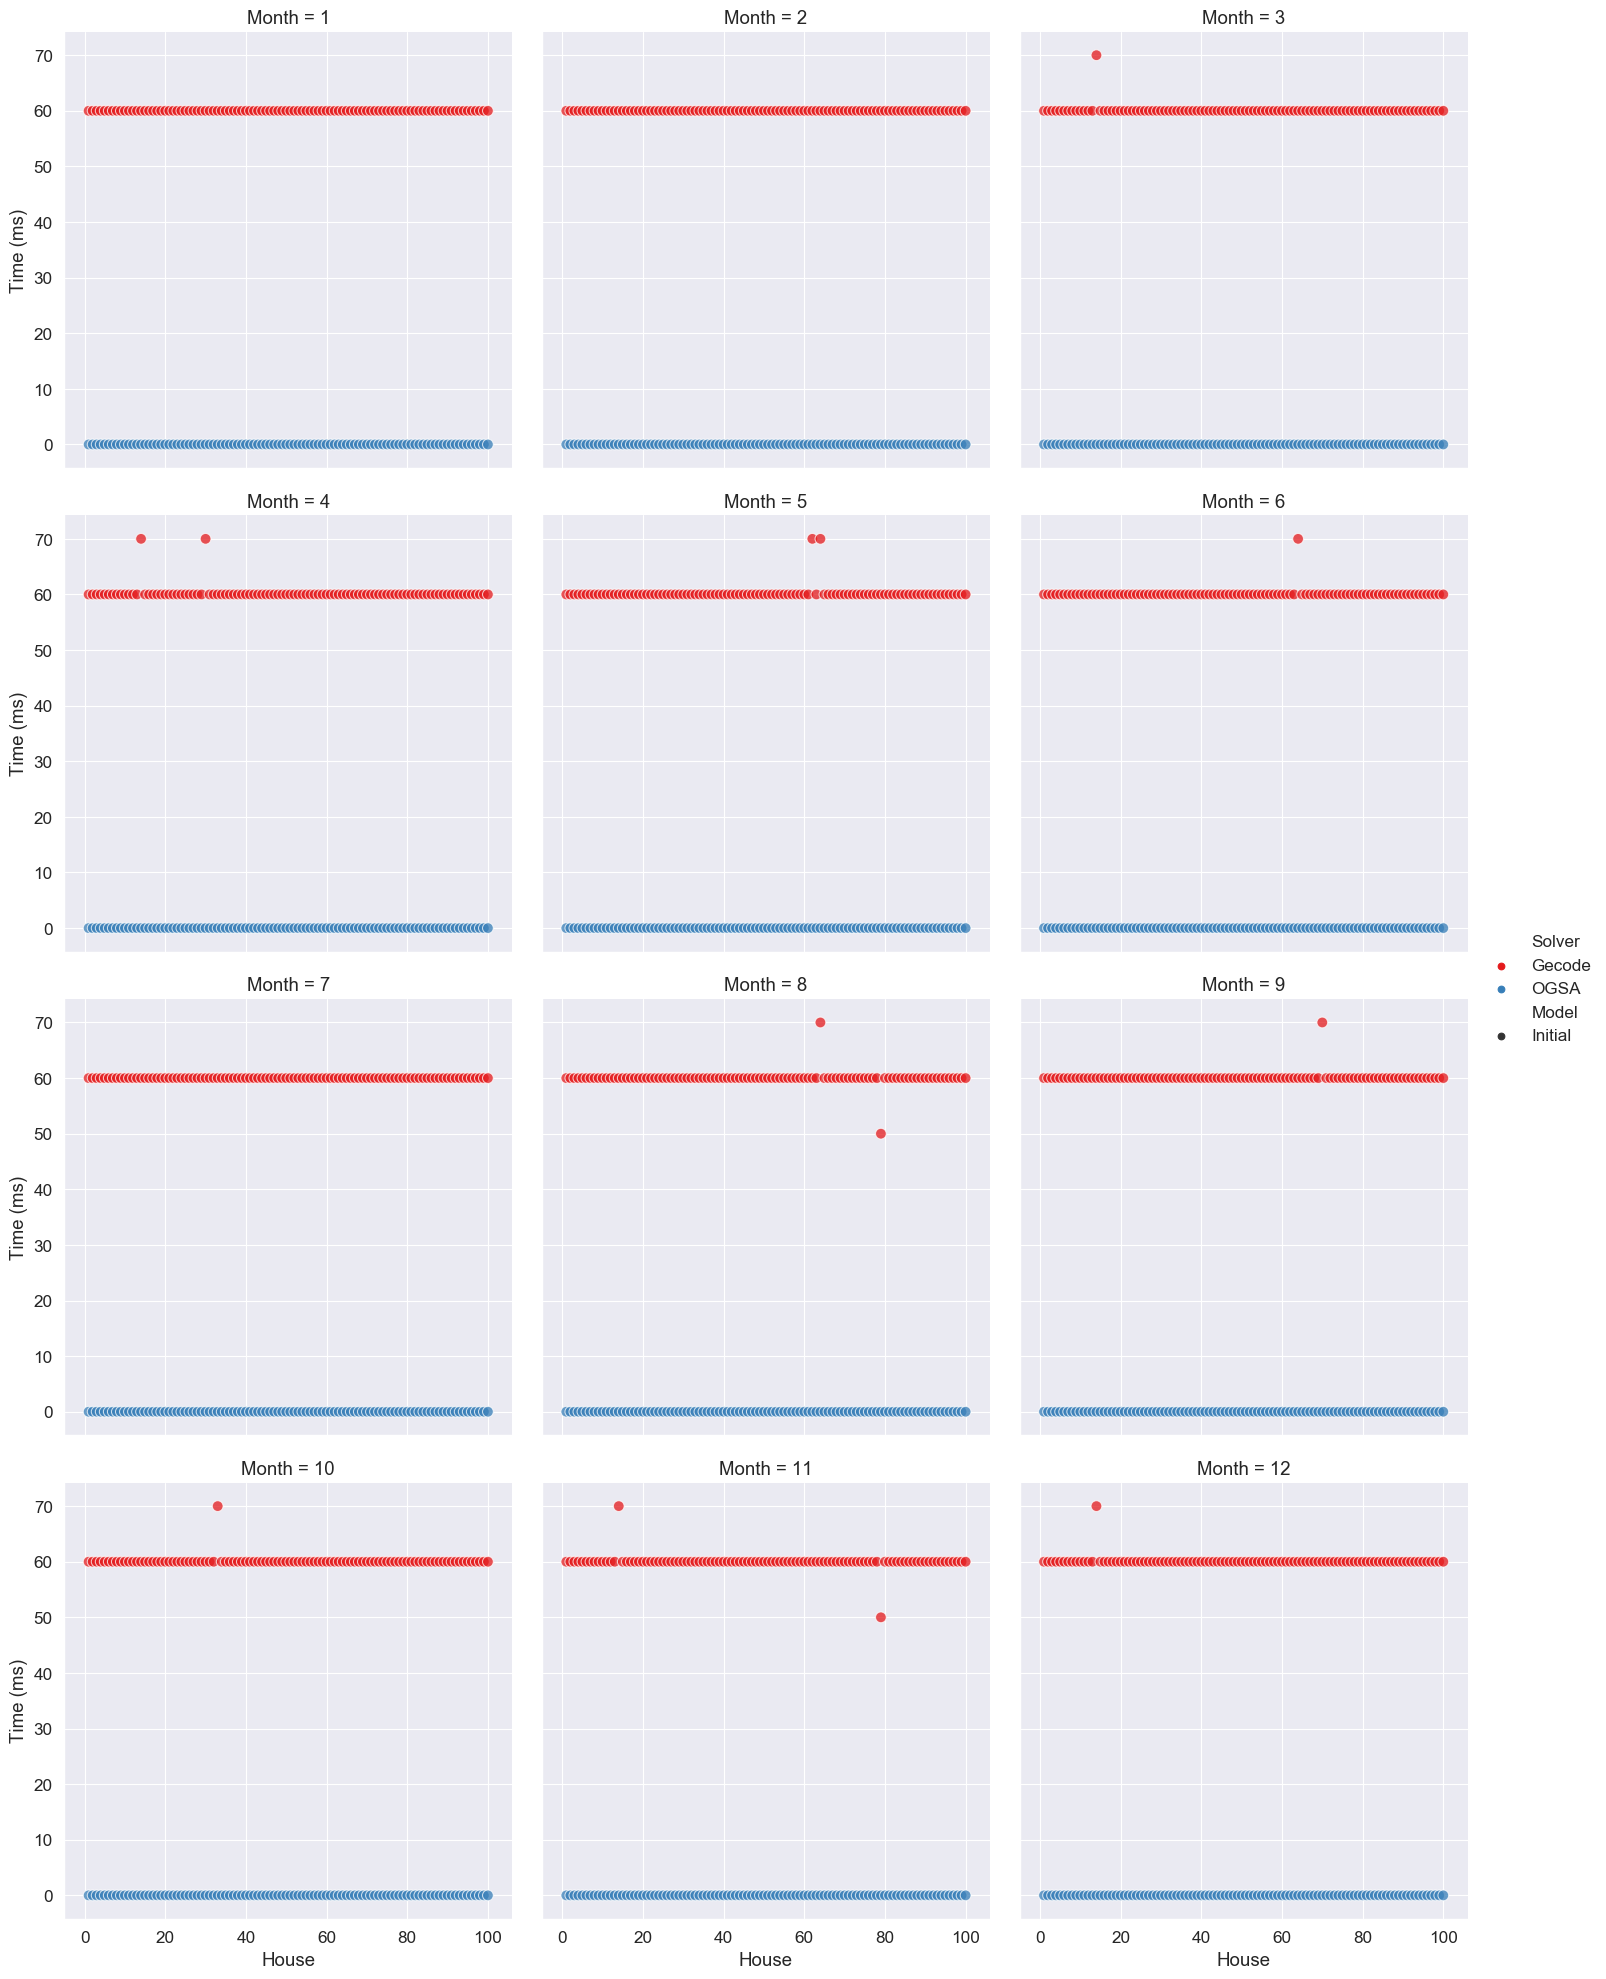 Month = 1
Month = 2
Month = 3
70
60
50
40
30
20
10
0
Time (ms)
Month = 4
Month = 5
Month = 6
70
60
50
40
30
20
10
0
Time (ms)
Solver
Gecode
OGSA
Model
Initial
Month = 7
Month = 8
Month = 9
70
60
50
40
30
20
10
0
Time (ms)
Month = 10
Month = 11
Month = 12
70
60
50
40
30
20
10
0
Time (ms)
0 20 40 60 80 100
0 20 40 60 80 100
0 20 40 60 80 100
House
House
House